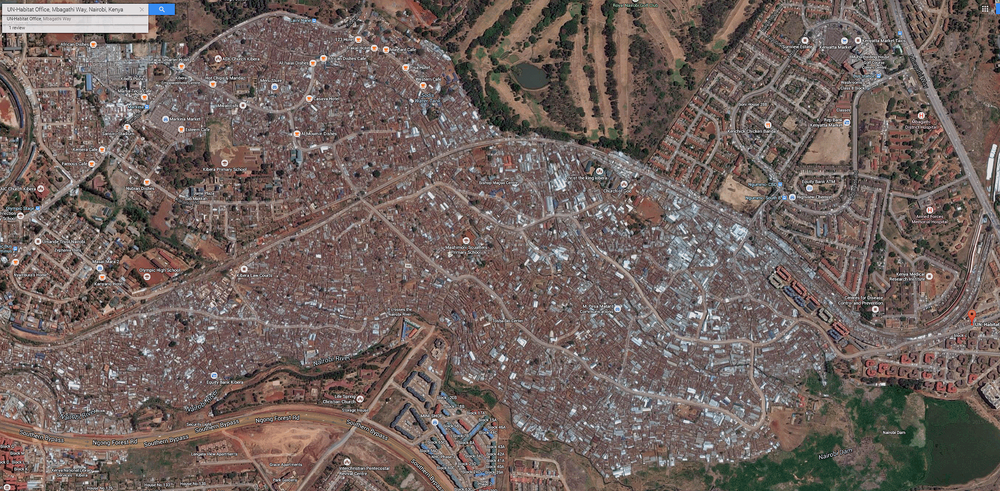 UN-Habitat Office, Mbagathi Way, Nairobi, Kenya
UN-Habitat Office, Mbagathi Way
1 review
Royal Nairobi Golf Club
Laini Nane
Kibera Dr
African Dishes
123 Hotel
Frakal Hotel
Mayfant Cafe
Papa Smarter Hotel
ACK Church Kibera
Al-halai Dishes
African Dishes Cafe
Pisa Hotel
Kibera Plaza
Kibera
Empowerment Centre
Hot Chips & Mandazi
Meru Store
Western Cafe
Mama Tecla Cafe
Sodis
Water Tank
Casava Hotel
Markina
Mwakilishi
Kibera Dr
Markina Market
Sansiro Stadium
Esteem Cafe
Al Moumin Dishes
Kemera Cafe
Famous Cafe
Kibera Primary School
AIC Church Kibera
Nubian Dishes
Jamii Plaza
Bab Makkah
Karanja Rd
Olympic Stage
Direction
y School
Bishop Magua Centre
christ the king kibera
Church of God
Sunview Estate
Kenyatta Market
Kenyatta Market Taxis
Muhu Holding House
Golf Course
Comm Centre
Bus station
Washrooms
Class 8 Block
Mbagathi Way
Boni House 288
Classes
K - Rep Bank
Kenyatta Market
Mbagathi
District Hospital
Kenchick Chicken Banda
Ngummo-CBD
Equity Bank ATM
Ngummo-South B
Highview Chemist
Mbagathi Rd
Armed Forces
Memorial Hospital
Umande Trust Nairobi
ic Bus
minus
Zephania Flats
Masai Mara 2
Olympic High School
Nyambura's Home
Kanyario Hotel
Kibera Law Courts
Mashimoni Squatters
Primary School
Kenya Medical
Research Institute
Centres for Disease
Control and Prevention
UN-Habitat
block c
It crosses the
Nairobi River
Tosha Bio Center
M-Pesa Matant
Communications
Nairobi River
Equity Bank Kibera
Nairobi River
Nairobi River
Life Spring
Christian Church
Storage House
Block- 20B
Block -18B
Block 17A
MINI SHOP
Block 15A
Block 5B
Block 46A
Block 44C
Block 7B
Block 65C
Block 8A
Block 43A
Block 56D
Block 42A
NHC Phase 3
Block 34D
Block 41A
Block 25D
Block 40A
Block 60C
Block 24D
Block 39A
Phase 2
Block 63C
Southern Bypass
Ngong Forest Rd
Southern Bypass
Security Light
Southern Bypass
Ngong Forest Rd
Southern Bypass
Southern Bypass
Langata View Apartments
Grace Apartments
Park Gardens
Interchristian Pentecostal
Revival Centre
Block Q
Block M
ck D
Block L
Block K
Kenya National Library
Services - Kibera
House No.126
House No.133
House No.138
Nairobi Dam
Nairobi Dam